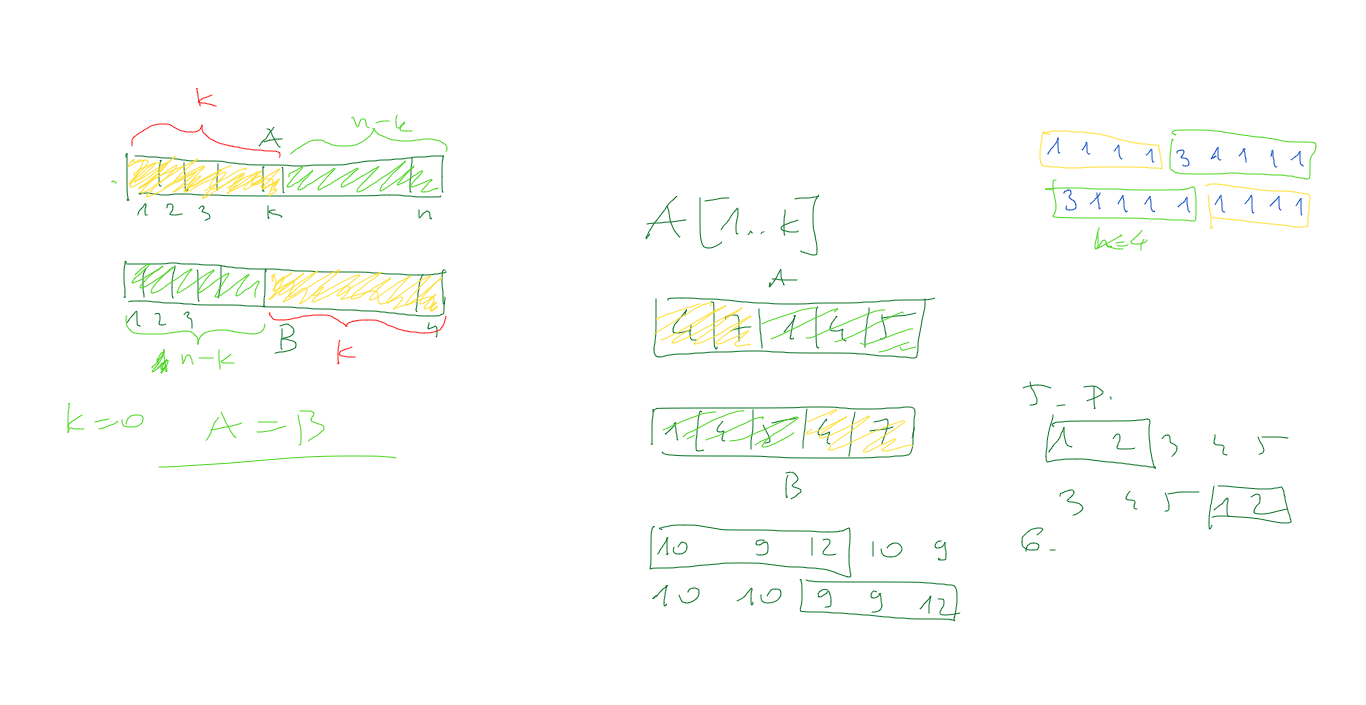 k
A n-k
1 2 3 k n
1 2 3 n
n-k B k
k=0 A=B
A[1..k]
A
4 7 1 4 5
1 4 5 4 7
B
10 9 12 10 9
10 10 9 9 12
1 1 1 1 3 1 1 1 1
3 1 1 1 1 1 1 1 1
k=4
5. P.
1 2 3 4 5
3 4 5 1 2
6.